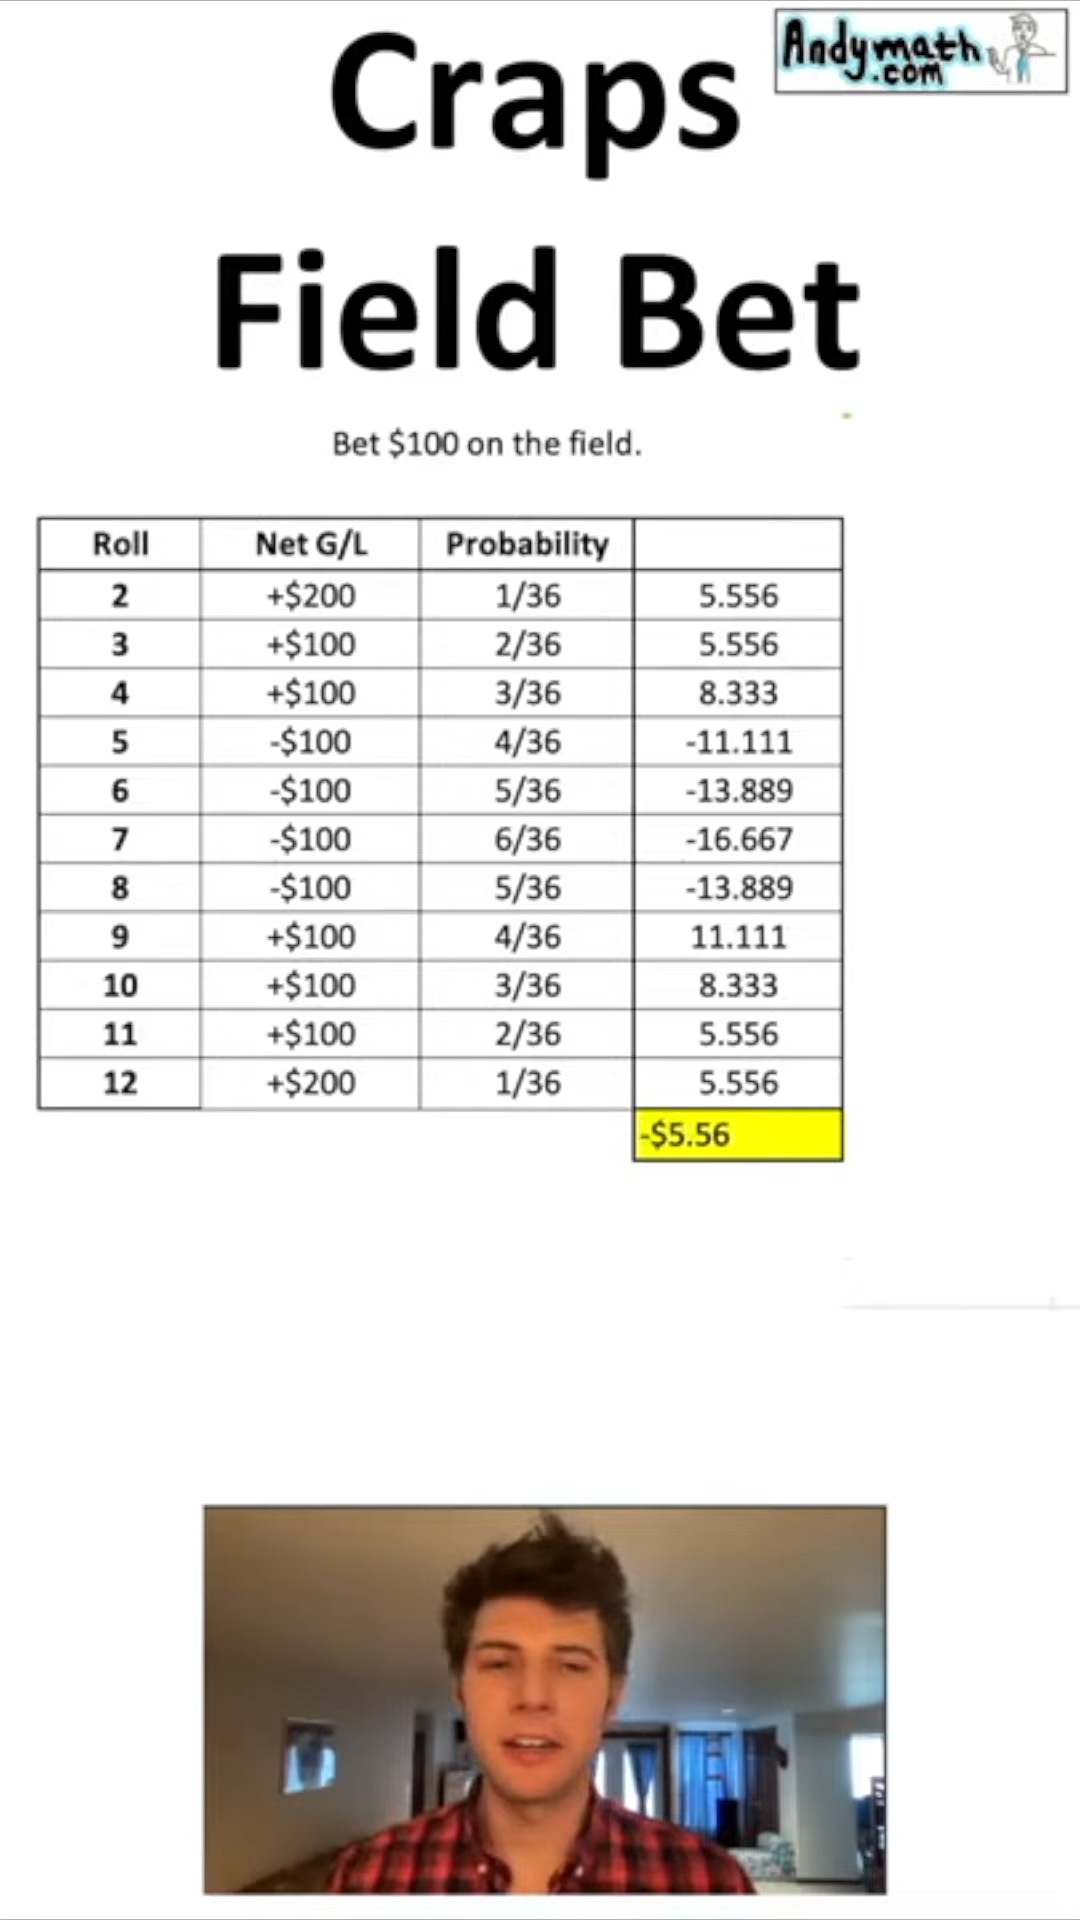 Andymath
.com
Craps
Field Bet
Bet $100 on the field.
Roll Net G/L Probability
2 +$200 1/36 5.556
3 +$100 2/36 5.556
4 +$100 3/36 8.333
5 -$100 4/36 -11.111
6 -$100 5/36 -13.889
7 -$100 6/36 -16.667
8 -$100 5/36 -13.889
9 +$100 4/36 11.111
10 +$100 3/36 8.333
11 +$100 2/36 5.556
12 +$200 1/36 5.556
-$5.56